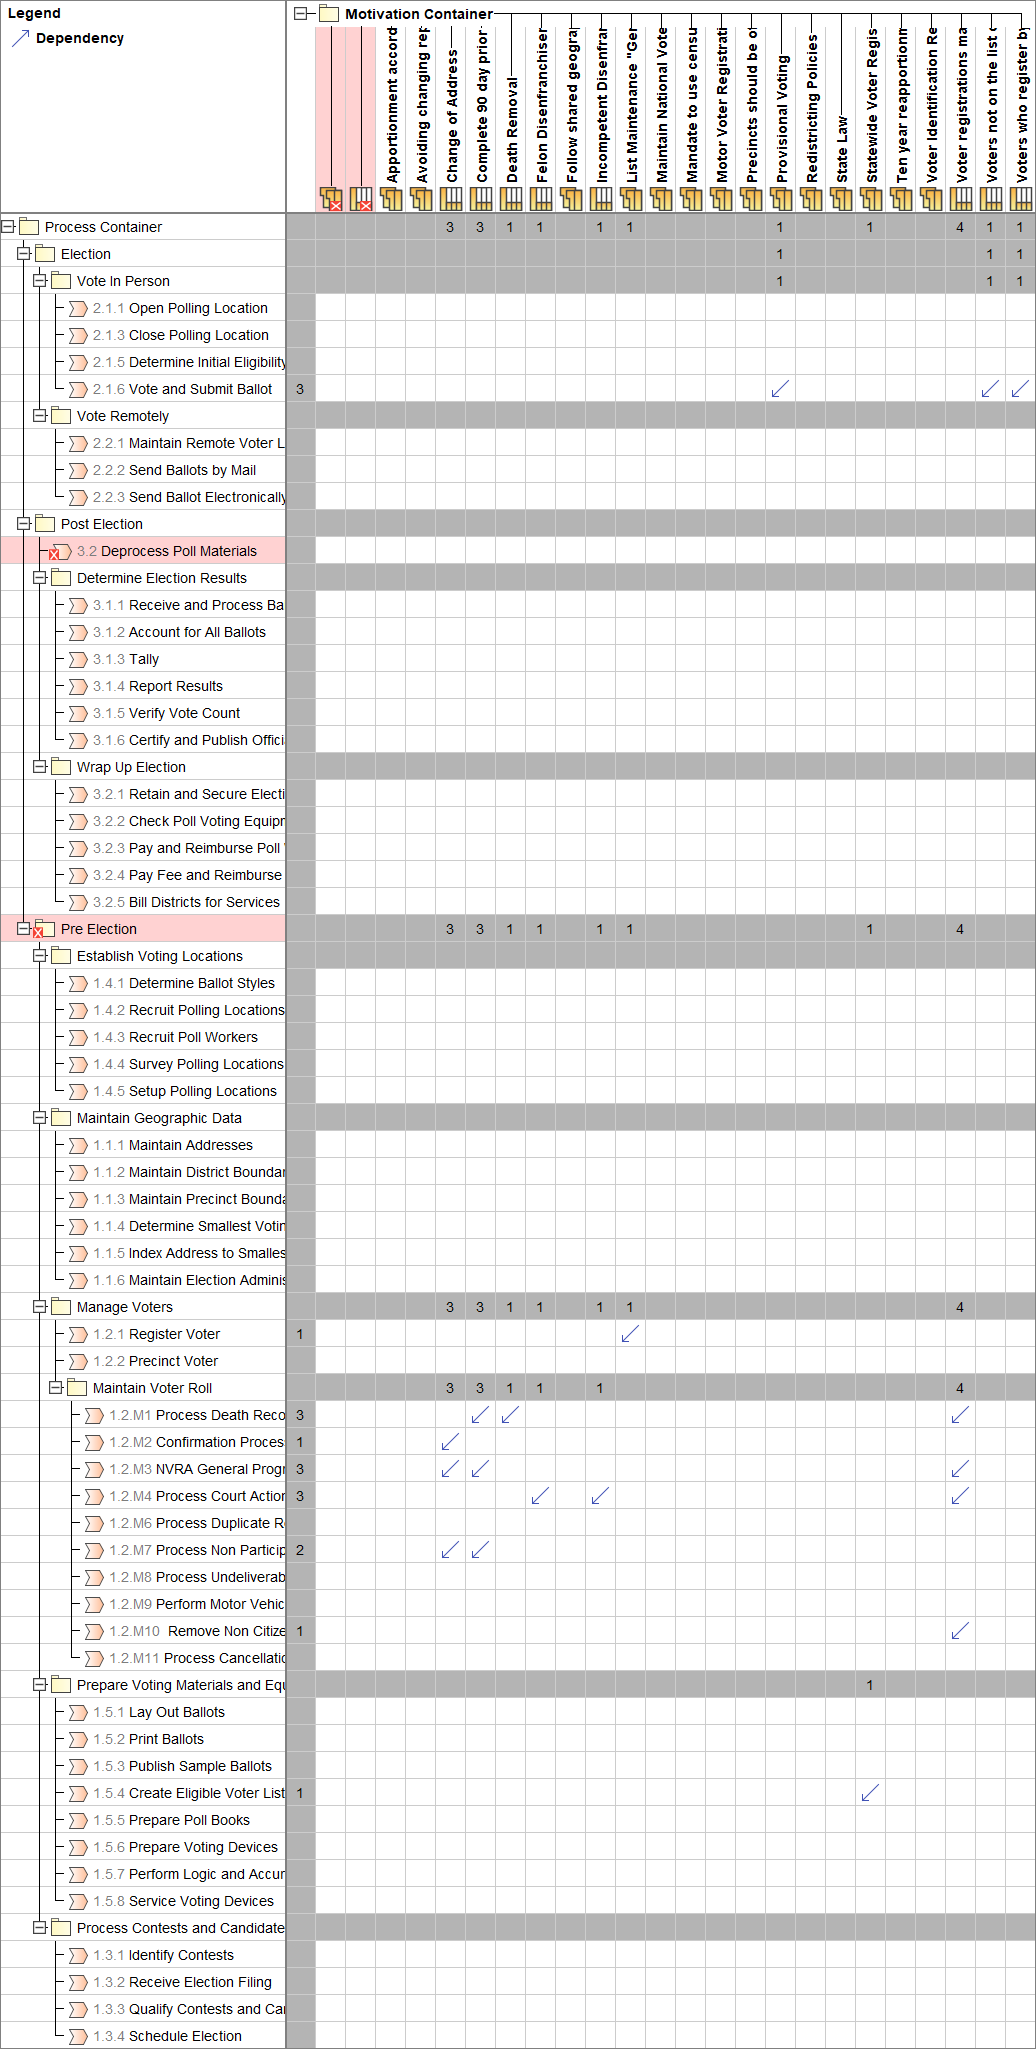 Legend
Dependency
Motivation Container
Apportionment accord
Avoiding changing rep
Change of Address
Complete 90 day prior
Death Removal
Felon Disenfranchiser
Follow shared geogra
Incompetent Disenfran
List Maintenance "Ger
Maintain National Vote
Mandate to use censu
Motor Voter Registrati
Precincts should be of
Provisional Voting
Redistricting Policies
State Law
Statewide Voter Regis
Ten year reapportionm
Voter Identification Re
Voter registrations ma
Voters not on the list o
Voters who register by
Process Container 3 3 1 1 1 1 1 1 4 1 1
Election 1 1 1
Vote In Person 1 1 1
2.1.1 Open Polling Location
2.1.3 Close Polling Location
2.1.5 Determine Initial Eligibility
2.1.6 Vote and Submit Ballot 3
Vote Remotely
2.2.1 Maintain Remote Voter L
2.2.2 Send Ballots by Mail
2.2.3 Send Ballot Electronically
Post Election
3.2 Deprocess Poll Materials
Determine Election Results
3.1.1 Receive and Process Ba
3.1.2 Account for All Ballots
3.1.3 Tally
3.1.4 Report Results
3.1.5 Verify Vote Count
3.1.6 Certify and Publish Offici
Wrap Up Election
3.2.1 Retain and Secure Electi
3.2.2 Check Poll Voting Equipr
3.2.3 Pay and Reimburse Poll
3.2.4 Pay Fee and Reimburse
3.2.5 Bill Districts for Services
Pre Election 3 3 1 1 1 1 1 4
Establish Voting Locations
1.4.1 Determine Ballot Styles
1.4.2 Recruit Polling Locations
1.4.3 Recruit Poll Workers
1.4.4 Survey Polling Locations
1.4.5 Setup Polling Locations
Maintain Geographic Data
1.1.1 Maintain Addresses
1.1.2 Maintain District Boundar
1.1.3 Maintain Precinct Bounda
1.1.4 Determine Smallest Votin
1.1.5 Index Address to Smalles
1.1.6 Maintain Election Adminis
Manage Voters 3 3 1 1 1 1 4
1.2.1 Register Voter 1
1.2.2 Precinct Voter
Maintain Voter Roll 3 3 1 1 1 4
1.2.M1 Process Death Reco 3
1.2.M2 Confirmation Proces 1
1.2.M3 NVRA General Progr 3
1.2.M4 Process Court Action 3
1.2.M6 Process Duplicate R
1.2.M7 Process Non Particip 2
1.2.M8 Process Undeliverab
1.2.M9 Perform Motor Vehic
1.2.M10 Remove Non Citize 1
1.2.M11 Process Cancellatic
Prepare Voting Materials and Equ 1
1.5.1 Lay Out Ballots
1.5.2 Print Ballots
1.5.3 Publish Sample Ballots
1.5.4 Create Eligible Voter List 1
1.5.5 Prepare Poll Books
1.5.6 Prepare Voting Devices
1.5.7 Perform Logic and Accur
1.5.8 Service Voting Devices
Process Contests and Candidate
1.3.1 Identify Contests
1.3.2 Receive Election Filing
1.3.3 Qualify Contests and Car
1.3.4 Schedule Election